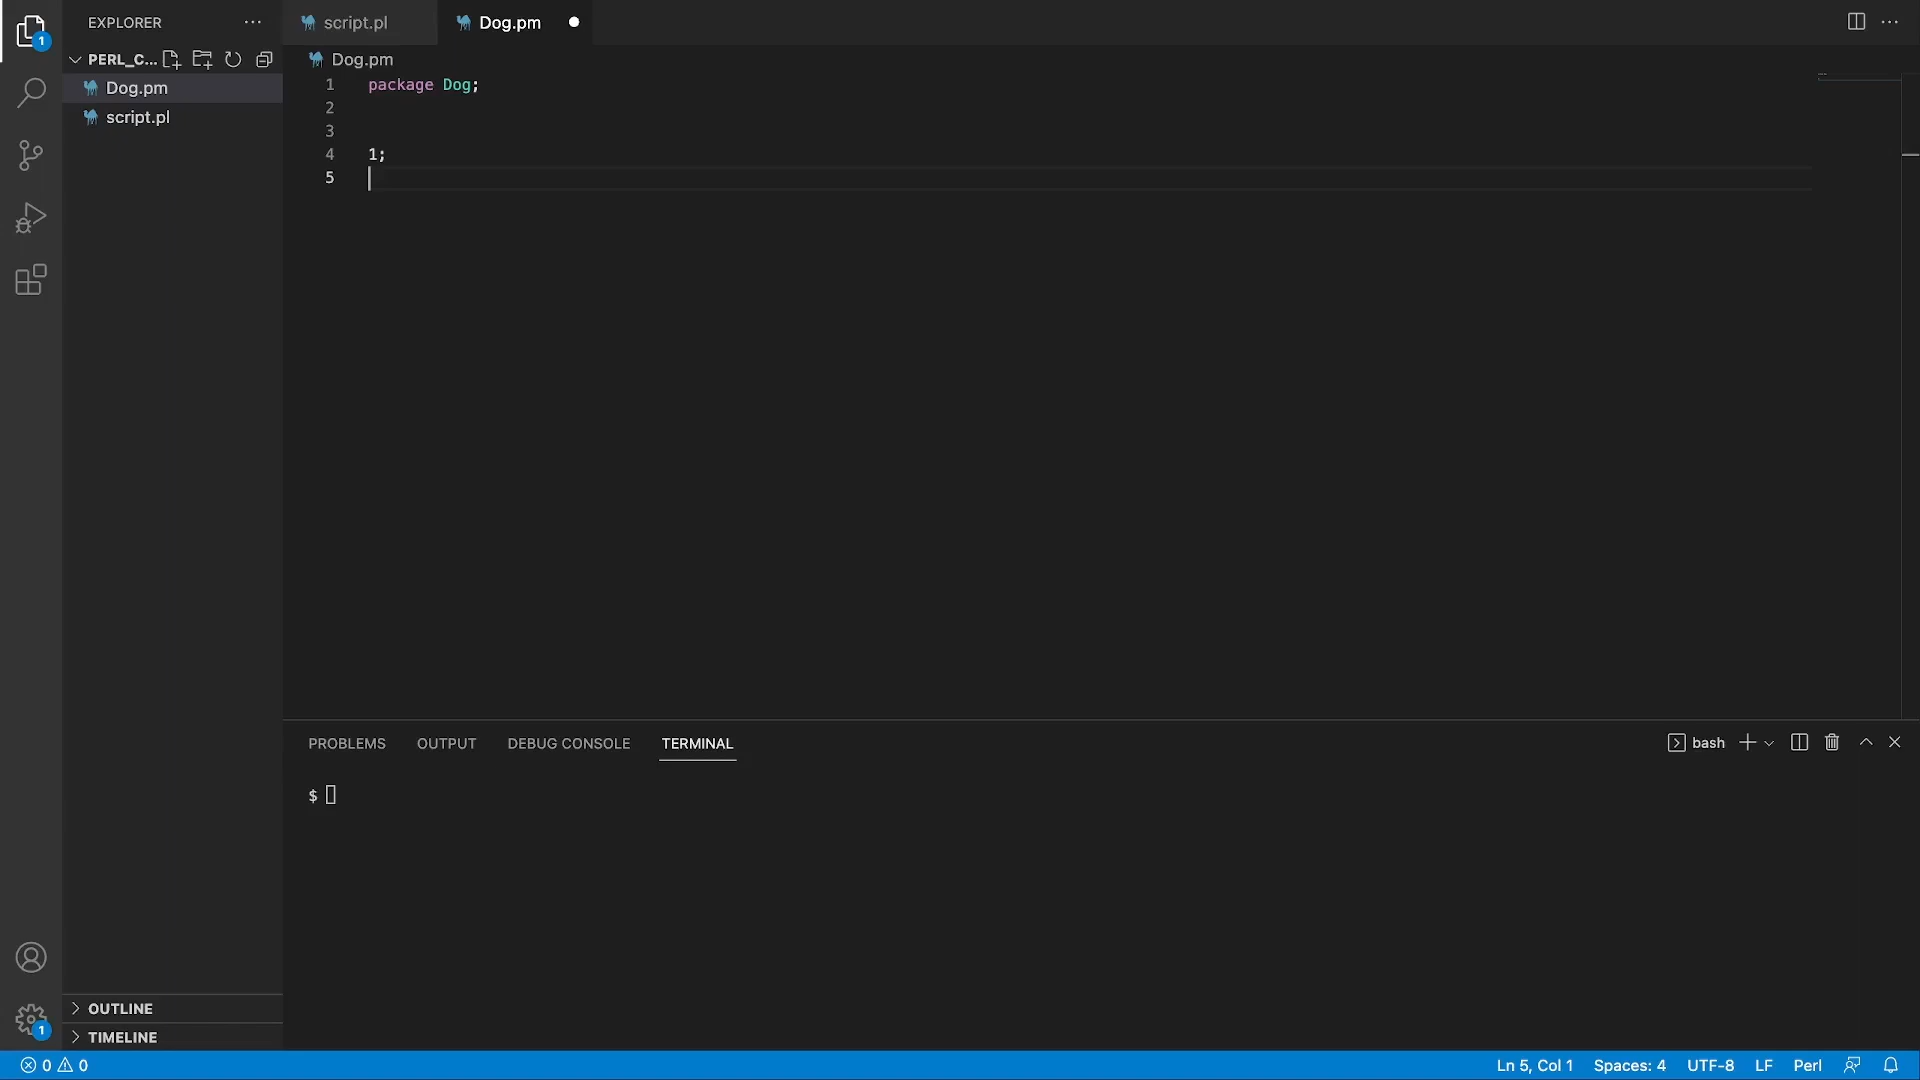 EXPLORER
script.pl
Dog.pm
1
PERL_C...
Dog.pm
script.pl
Dog.pm
1 package Dog;
2
3
4 1;
5
PROBLEMS OUTPUT DEBUG CONSOLE TERMINAL
bash
$
OUTLINE
1
TIMELINE
0 0
Ln 5, Col 1 Spaces: 4 UTF-8 LF Perl